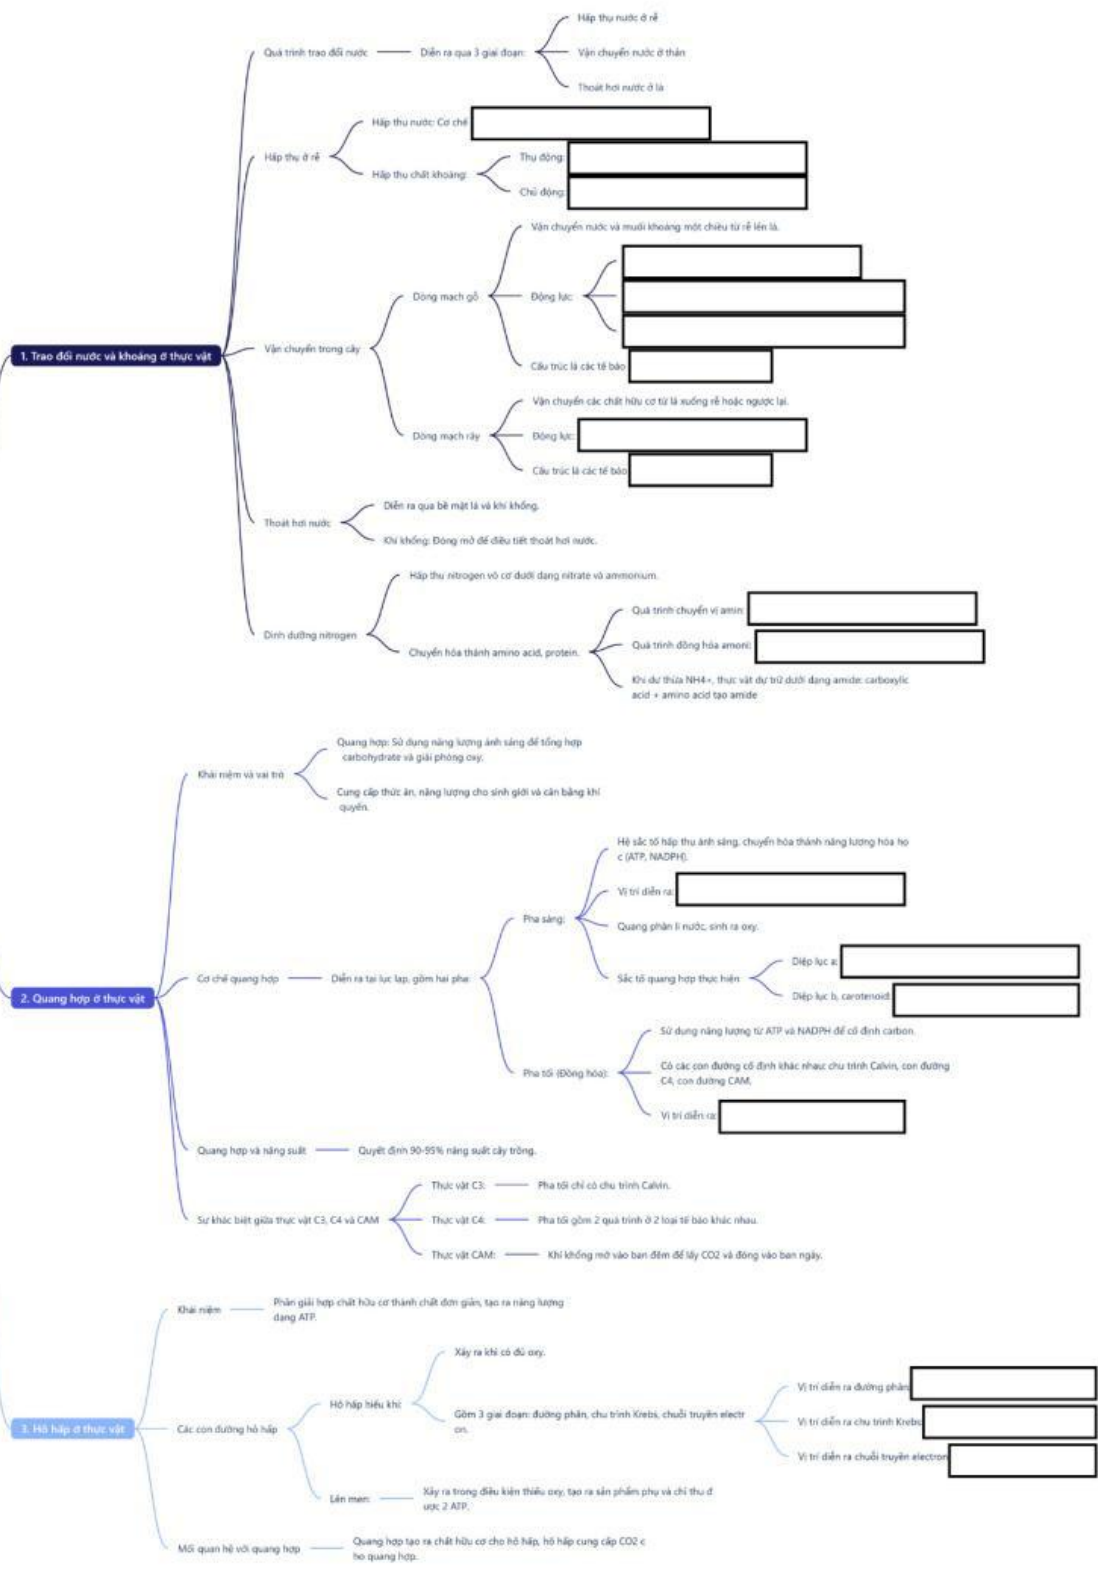 Hấp thụ nước ở rễ
Quá trình trao đổi nước
Diễn ra qua 3 giai đoạn:
Vận chuyển nước ở thân
Thoát hơi nước ở lá
Hấp thụ nước: Cơ chế
Hấp thụ ở rễ
Thụ động:
Hấp thụ chất khoáng:
Chủ động:
Vận chuyển nước và muối khoáng một chiều từ rễ lên lá.
Dòng mạch gỗ
Động lực:
1. Trao đổi nước và khoáng ở thực vật
Vận chuyển trong cây
Cấu trúc là các tế bào
Vận chuyển các chất hữu cơ từ lá xuống rễ hoặc ngược lại.
Dòng mạch rây
Động lực:
Cấu trúc là các tế bào
Diễn ra qua bề mặt lá và khí khổng.
Thoát hơi nước
Khí khổng: Đóng mở để điều tiết thoát hơi nước.
Hấp thu nitrogen vô cơ dưới dạng nitrate và ammonium.
Quá trình chuyển vị amin:
Dinh dưỡng nitrogen
Chuyển hóa thành amino acid, protein.
Quá trình đồng hóa amoni:
Khi dư thừa NH4+, thực vật dự trữ dưới dạng amide: carboxylic
acid + amino acid tạo amide
Quang hợp: Sử dụng năng lượng ánh sáng để tổng hợp
carbohydrate và giải phóng oxy.
Khái niệm và vai trò
Cung cấp thức ăn, năng lượng cho sinh giới và cân bằng khí
quyển.
Hệ sắc tố hấp thu ánh sáng, chuyển hóa thành năng lượng hóa họ
c (ATP, NADPH).
Vị trí diễn ra:
Pha sáng:
Quang phân li nước, sinh ra oxy.
Diệp lục a:
Sắc tố quang hợp thực hiện
Diệp lục b, carotenoid:
2. Quang hợp ở thực vật
Cơ chế quang hợp
Diễn ra tại lục lạp, gồm hai pha:
Sử dụng năng lượng từ ATP và NADPH để cố định carbon.
Pha tối (Đồng hóa):
Có các con đường cố định khác nhau: chu trình Calvin, con đường
C4, con đường CAM.
Vị trí diễn ra:
Quang hợp và năng suất
Quyết định 90-95% năng suất cây trồng.
Thực vật C3:
Pha tối chỉ có chu trình Calvin.
Sự khác biệt giữa thực vật C3, C4 và CAM
Thực vật C4:
Pha tối gồm 2 quá trình ở 2 loại tế bào khác nhau.
Thực vật CAM:
Khí khổng mở vào ban đêm để lấy CO2 và đóng vào ban ngày.
Khái niệm
Phân giải hợp chất hữu cơ thành chất đơn giản, tạo ra năng lượng
dạng ATP.
Xảy ra khi có đủ oxy.
Hô hấp hiếu khí:
Vị trí diễn ra đường phân:
Gồm 3 giai đoạn: đường phân, chu trình Krebs, chuỗi truyền electr
on.
Vị trí diễn ra chu trình Krebs
3. Hô hấp ở thực vật
Các con đường hô hấp
Vị trí diễn ra chuỗi truyền electron
Lên men:
Xảy ra trong điều kiện thiếu oxy, tạo ra sản phẩm phụ và chỉ thu đ
ược 2 ATP.
Mối quan hệ với quang hợp
Quang hợp tạo ra chất hữu cơ cho hô hấp, hô hấp cung cấp CO2 c
ho quang hợp.